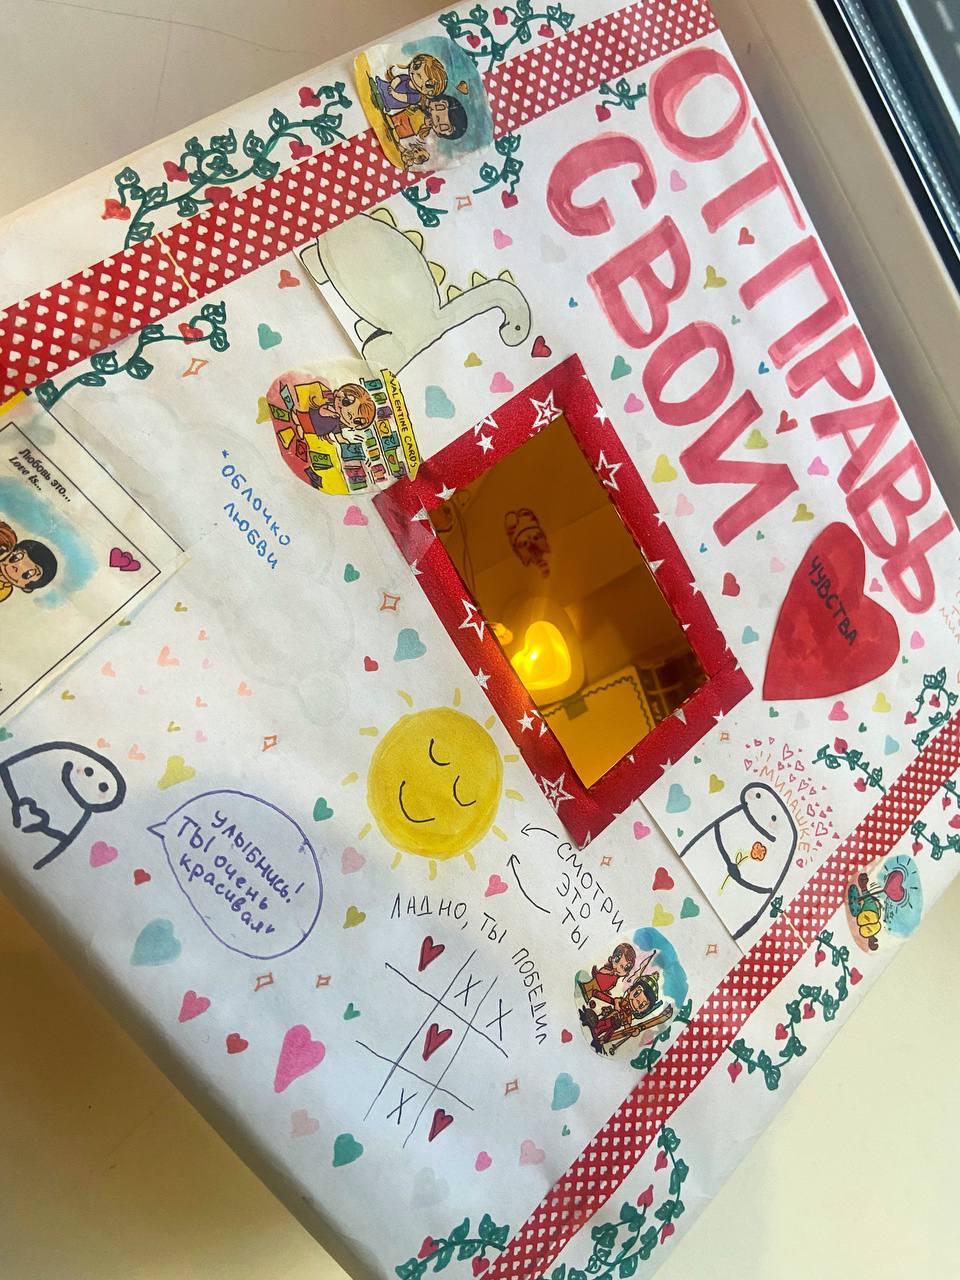 ОТПРАВЬ
СВОИ
ЧУВСТВА
VALENTINE CARDS
Любовь это...
Love is...
"ОБЛОЧКО
ЛЮБВИ
МИЛАШКЕ
УЛЫБНИСЬ!
ТЫ ОЧЕНЬ
красивая"
СМОТРИ
ЭТО
ТЫ
ЛАДНО, ТЫ ПОБЕДИЛ
X
X
X